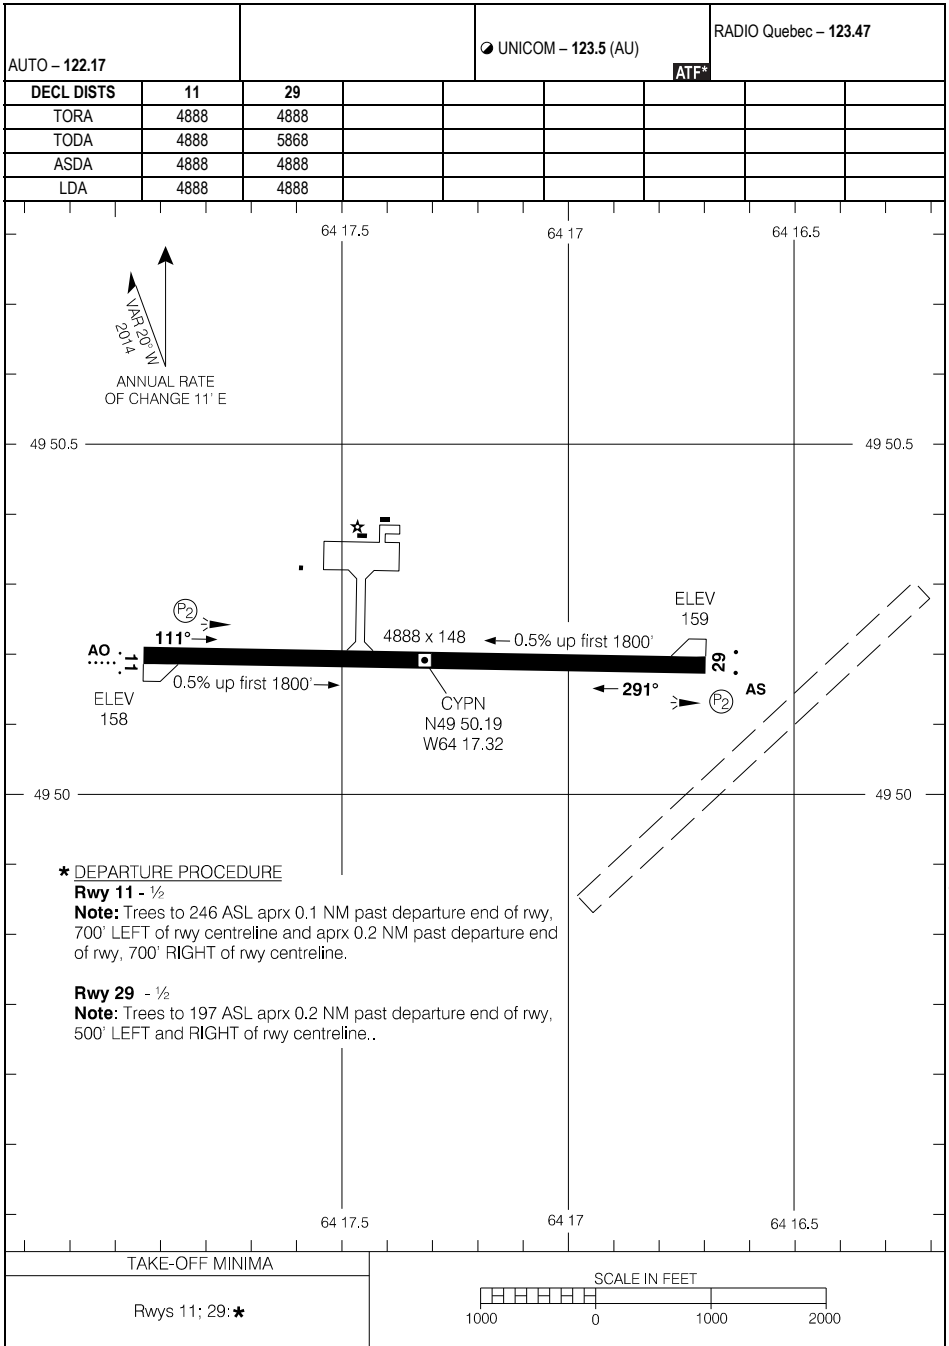 AUTO – 122.17
UNICOM – 123.5 (AU)
ATF*
RADIO Quebec – 123.47
DECL DISTS 11 29
TORA 4888 4888
TODA 4888 5868
ASDA 4888 4888
LDA 4888 4888
64 17.5 64 17 64 16.5
VAR 20° W
2014
ANNUAL RATE
OF CHANGE 11' E
49 50.5 49 50.5
P2
ELEV
159
111°
4888 x 148
0.5% up first 1800'
AO
11
29
0.5% up first 1800'
ELEV
158
291°
AS
P2
CYPN
N49 50.19
W64 17.32
49 50 49 50
* DEPARTURE PROCEDURE
Rwy 11 - ½
Note: Trees to 246 ASL aprx 0.1 NM past departure end of rwy,
700' LEFT of rwy centreline and aprx 0.2 NM past departure end
of rwy, 700' RIGHT of rwy centreline.
Rwy 29 - ½
Note: Trees to 197 ASL aprx 0.2 NM past departure end of rwy,
500' LEFT and RIGHT of rwy centreline..
64 17.5 64 17 64 16.5
TAKE-OFF MINIMA
Rwys 11; 29: *
SCALE IN FEET
1000 0 1000 2000